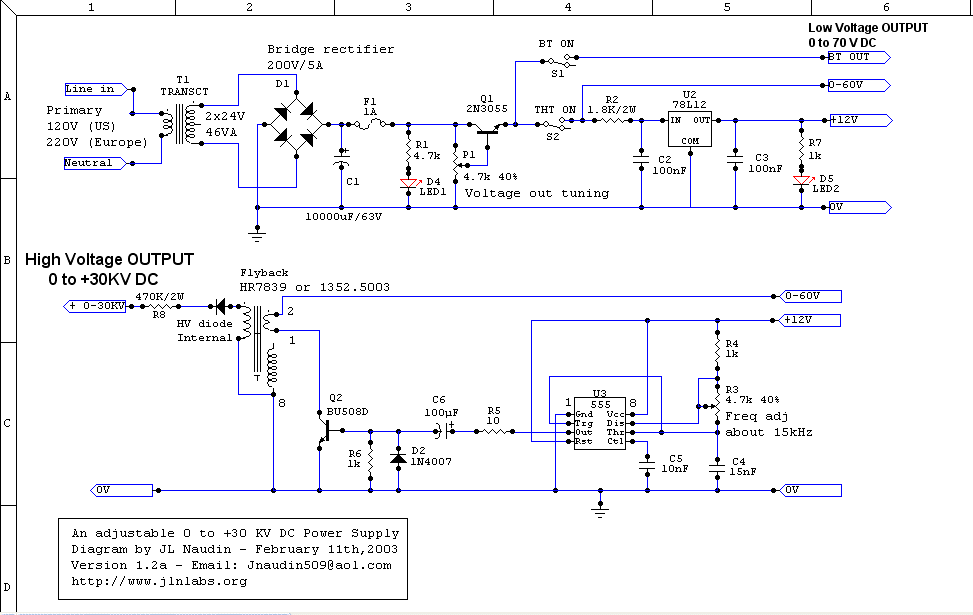 1 2 3 4 5 6
Low Voltage OUTPUT
0 to 70 V DC
BT ON
BT OUT
S1
Bridge rectifier
200V/5A
D1
T1
TRANSCT
A
Line in
Primary
120V (US)
220V (Europe)
Neutral
2x24V
46VA
F1
1A
Q1
2N3055
THT ON
S2
R2
1.8K/2W
U2
78L12
IN OUT
COM
0-60V
+12V
R1
4.7k
P1
4.7k 40%
Voltage out tuning
C1
10000uF/63V
D4
LED1
C2
100nF
C3
100nF
R7
1k
D5
LED2
0V
B
High Voltage OUTPUT
0 to +30KV DC
Flyback
HR7839 or 1352.5003
470K/2W
+ 0-30KV
R8
HV diode
Internal
2
1
T
8
0-60V
+12V
C
Q2
BU508D
C6
100µF
R5
10
R6
1k
D2
1N4007
U3
1 555 8
Gnd Vcc
Trg Dis
Out Thr
Rst Ctl
R4
1k
R3
4.7k 40%
Freq adj
about 15kHz
C5
10nF
C4
15nF
0V
0V
D
An adjustable 0 to +30 KV DC Power Supply
Diagram by JL Naudin - February 11th,2003
Version 1.2a - Email: Jnaudin509@aol.com
http://www.jlnlabs.org